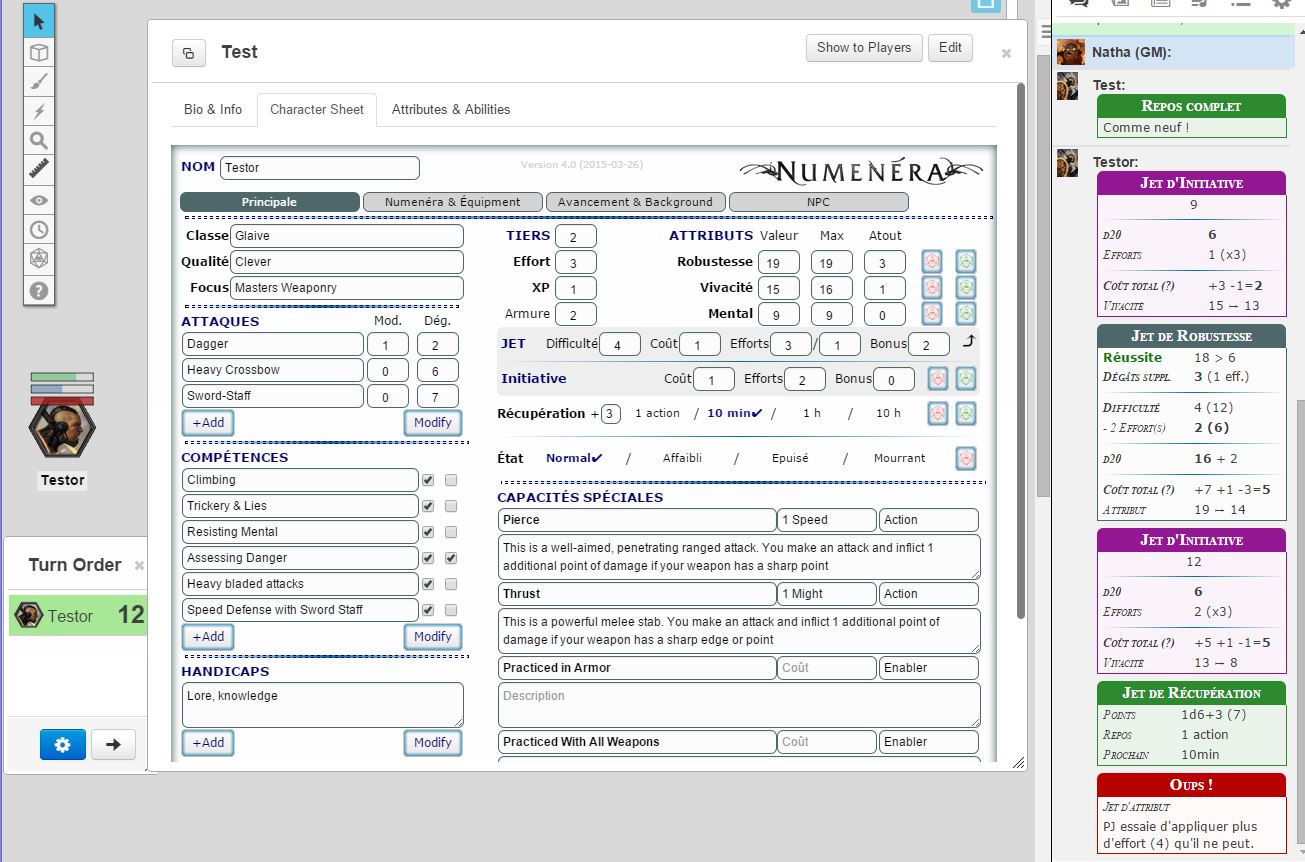 Test
Show to Players
Edit
Bio & Info
Character Sheet
Attributes & Abilities
NOM Testor
Version 4.0 (2015-03-26)
NUMENÉRA
Principale
Numenéra & Équipment
Avancement & Background
NPC
Classe Glaive
Qualité Clever
Focus Masters Weaponry
TIERS 2
Effort 3
XP 1
Armure 2
ATTRIBUTS Valeur Max Atout
Robustesse 19 19 3
Vivacité 15 16 1
Mental 9 9 0
JET Difficulté 4 Coût 1 Efforts 3 / 1 Bonus 2
Initiative Coût 1 Efforts 2 Bonus 0
Récupération + 3 1 action / 10 min✔ / 1 h / 10 h
État Normal✔ / Affaibli / Epuisé / Mourrant
ATTAQUES Mod. Dég.
Dagger 1 2
Heavy Crossbow 0 6
Sword-Staff 0 7
+Add Modify
COMPÉTENCES
Climbing
Trickery & Lies
Resisting Mental
Assessing Danger
Heavy bladed attacks
Speed Defense with Sword Staff
+Add Modify
HANDICAPS
Lore, knowledge
+Add Modify
CAPACITÉS SPÉCIALES
Pierce 1 Speed Action
This is a well-aimed, penetrating ranged attack. You make an attack and inflict 1
additional point of damage if your weapon has a sharp point
Thrust 1 Might Action
This is a powerful melee stab. You make an attack and inflict 1 additional point of
damage if your weapon has a sharp edge or point
Practiced in Armor Coût Enabler
Description
Practiced With All Weapons Coût Enabler
Testor
Turn Order
Testor 12
Natha (GM):
Test:
REPOS COMPLET
Comme neuf !
Testor:
JET D'INITIATIVE
9
D20 6
EFFORTS 1 (x3)
COÛT TOTAL (?) +3 -1=2
VIVACITÉ 15 → 13
JET DE ROBUSTESSE
Réussite 18 > 6
DÉGÂTS SUPPL. 3 (1 eff.)
DIFFICULTÉ 4 (12)
- 2 EFFORT(S) 2 (6)
D20 16 + 2
COÛT TOTAL (?) +7 +1 -3=5
ATTRIBUT 19 → 14
JET D'INITIATIVE
12
D20 6
EFFORTS 2 (x3)
COÛT TOTAL (?) +5 +1 -1=5
VIVACITÉ 13 → 8
JET DE RÉCUPÉRATION
POINTS 1d6+3 (7)
REPOS 1 action
PROCHAIN 10min
OUPS !
JET D'ATTRIBUT
PJ essaie d'appliquer plus
d'effort (4) qu'il ne peut.